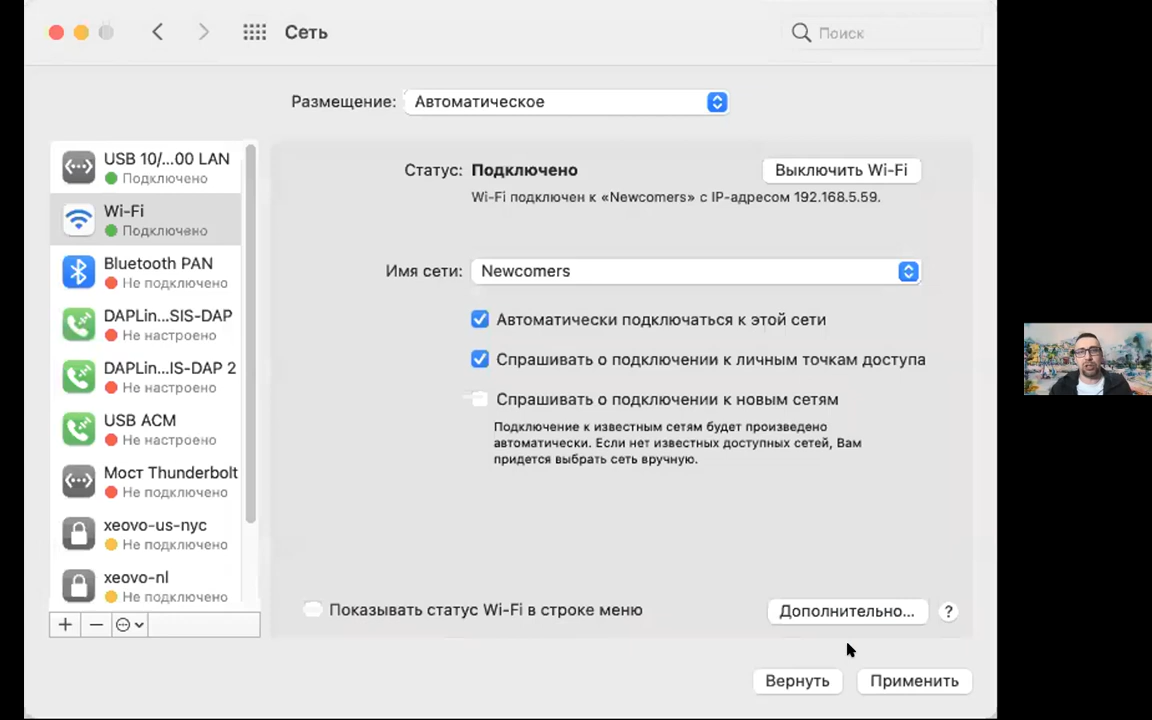 Сеть
Поиск
Размещение: Автоматическое
USB 10/...00 LAN
Подключено
Wi-Fi
Подключено
Bluetooth PAN
Не подключено
DAPLin...SIS-DAP
Не настроено
DAPLin...IS-DAP 2
Не настроено
USB ACM
Не настроено
Мост Thunderbolt
Не подключено
xeovo-us-nyc
Не подключено
xeovo-nl
Не подключено
Статус: Подключено
Выключить Wi-Fi
Wi-Fi подключен к «Newcomers» с IP-адресом 192.168.5.59.
Имя сети: Newcomers
Автоматически подключаться к этой сети
Спрашивать о подключении к личным точкам доступа
Спрашивать о подключении к новым сетям
Подключение к известным сетям будет произведено
автоматически. Если нет известных доступных сетей, Вам
придется выбрать сеть вручную.
Показывать статус Wi-Fi в строке меню
Дополнительно... ?
Вернуть
Применить